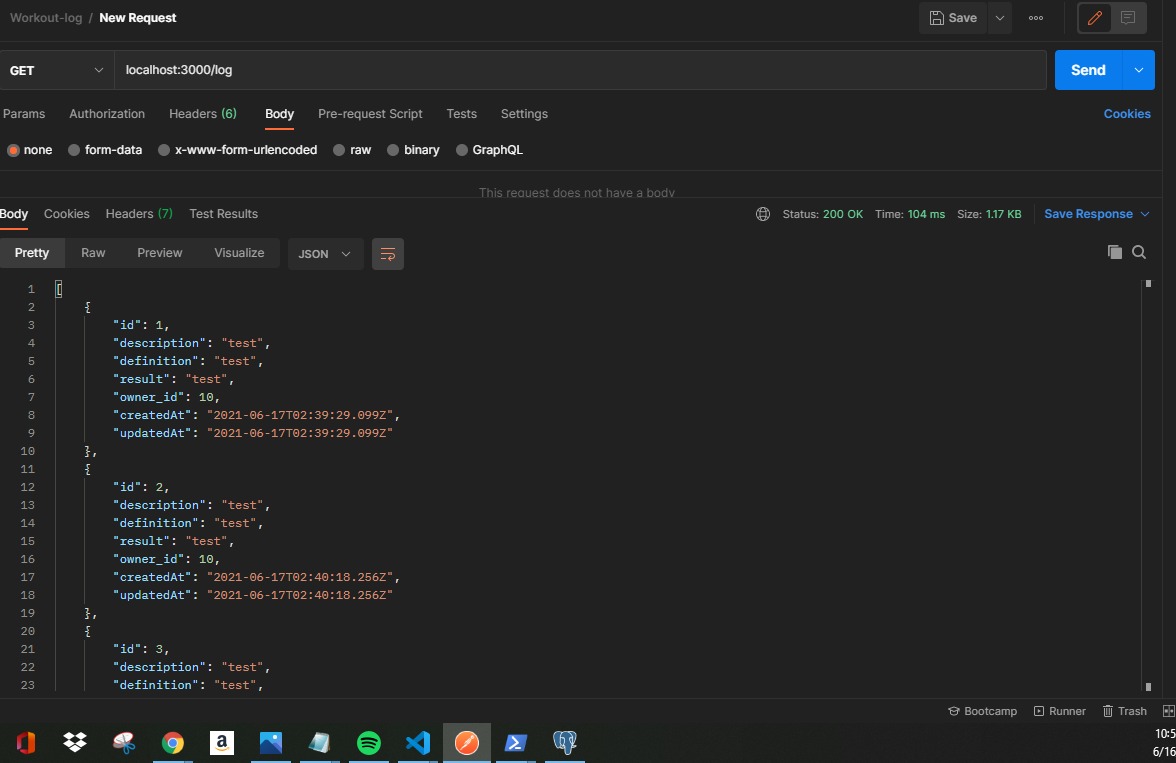 Workout-log / New Request
Save
GET localhost:3000/log Send
Params Authorization Headers (6) Body Pre-request Script Tests Settings Cookies
none form-data x-www-form-urlencoded raw binary GraphQL
This request does not have a body
Body Cookies Headers (7) Test Results Status: 200 OK Time: 104 ms Size: 1.17 KB Save Response
Pretty Raw Preview Visualize JSON
1 [
2 {
3 "id": 1,
4 "description": "test",
5 "definition": "test",
6 "result": "test",
7 "owner_id": 10,
8 "createdAt": "2021-06-17T02:39:29.099Z",
9 "updatedAt": "2021-06-17T02:39:29.099Z"
10 },
11 {
12 "id": 2,
13 "description": "test",
14 "definition": "test",
15 "result": "test",
16 "owner_id": 10,
17 "createdAt": "2021-06-17T02:40:18.256Z",
18 "updatedAt": "2021-06-17T02:40:18.256Z"
19 },
20 {
21 "id": 3,
22 "description": "test",
23 "definition": "test",
Bootcamp Runner Trash
a
10:5
6/16